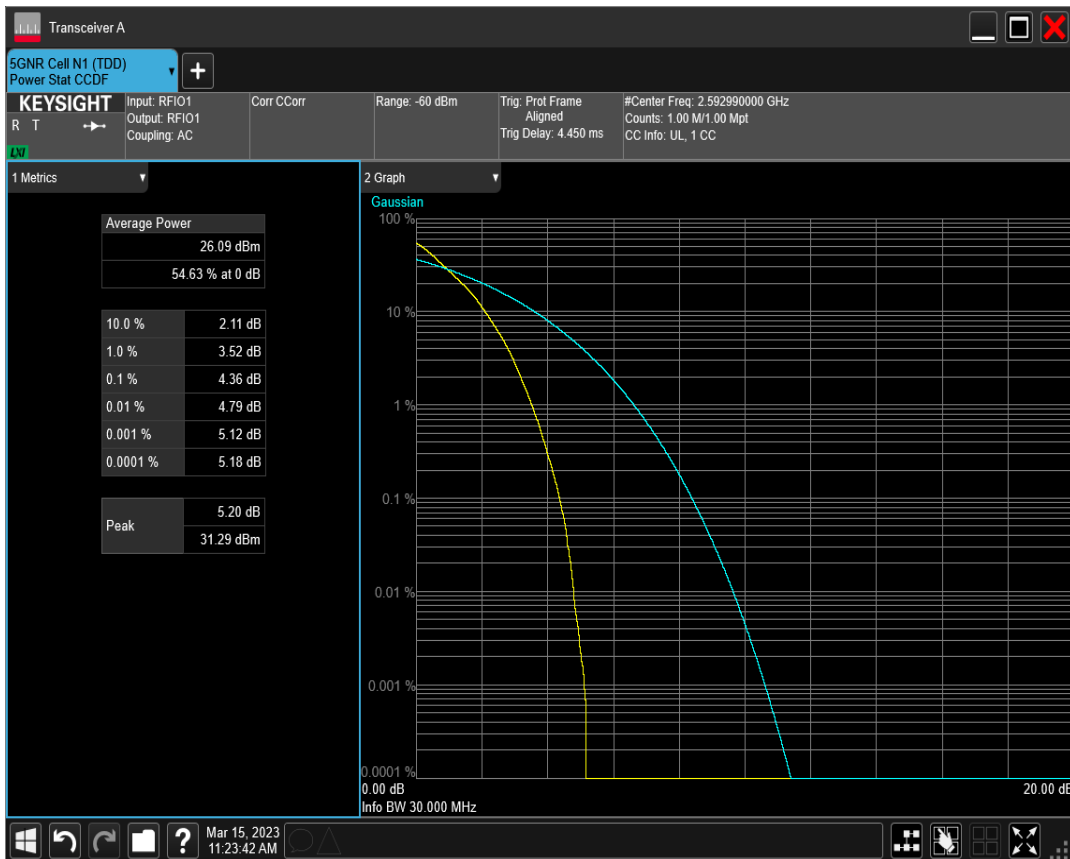 Transceiver A
5GNR Cell N1 (TDD)
Power Stat CCDF
+
KEYSIGHT
R T
LXI
Input: RFIO1
Output: RFIO1
Coupling: AC
Corr CCorr
Range: -60 dBm
Trig: Prot Frame
Aligned
Trig Delay: 4.450 ms
#Center Freq: 2.592990000 GHz
Counts: 1.00 M/1.00 Mpt
CC Info: UL, 1 CC
1 Metrics
Average Power
26.09 dBm
54.63 % at 0 dB
10.0 % 2.11 dB
1.0 % 3.52 dB
0.1 % 4.36 dB
0.01 % 4.79 dB
0.001 % 5.12 dB
0.0001 % 5.18 dB
Peak 5.20 dB
31.29 dBm
2 Graph
Gaussian
100 %
10 %
1 %
0.1 %
0.01 %
0.001 %
0.0001 %
0.00 dB 20.00 dB
Info BW 30.000 MHz
? Mar 15, 2023
11:23:42 AM